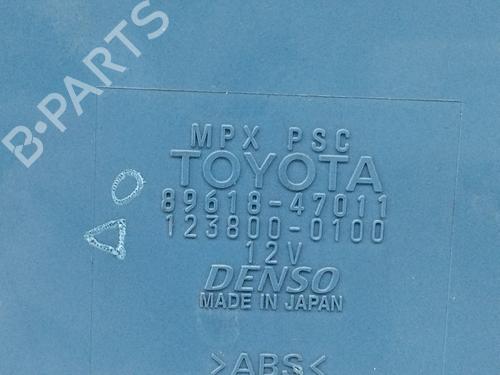 B-PARTS
MPX PSC
TOYOTA
89618-47011
123800-0100
12V
DENSO
MADE IN JAPAN
>ABS<